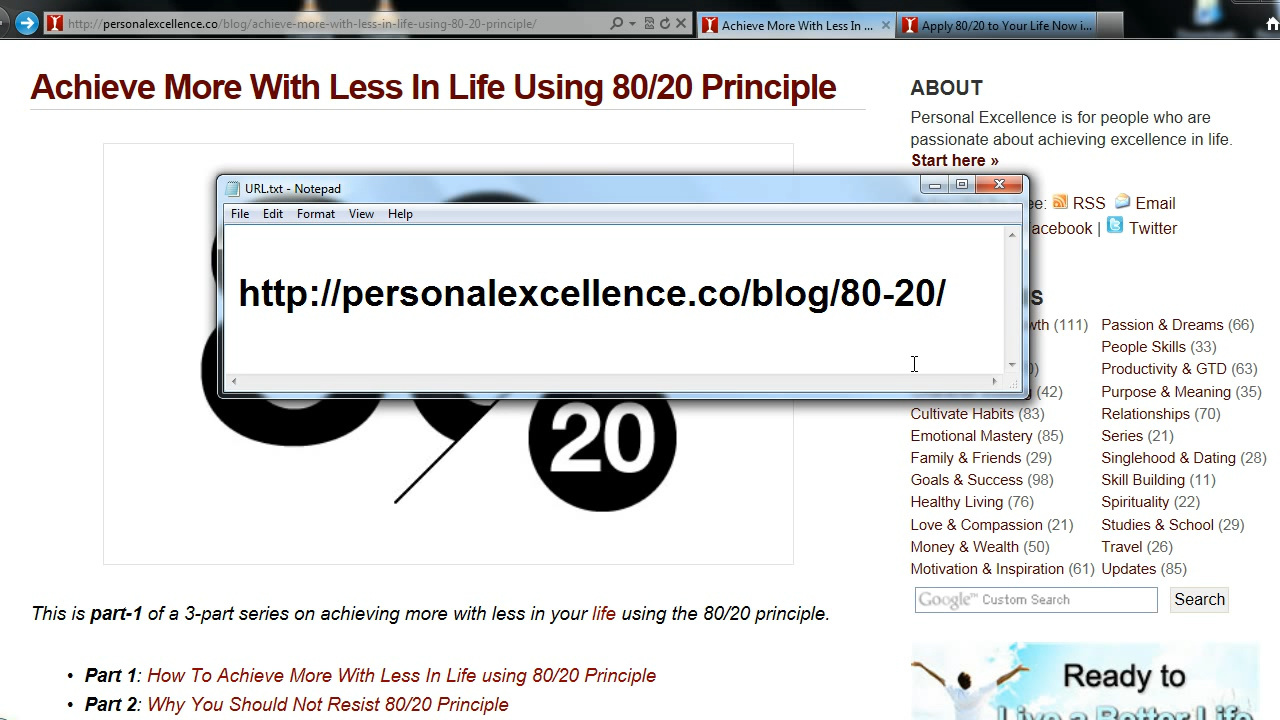 http://personalexcellence.co/blog/achieve-more-with-less-in-life-using-80-20-principle/
Achieve More With Less In ...
Apply 80/20 to Your Life Now i...
Achieve More With Less In Life Using 80/20 Principle
URL.txt - Notepad
File Edit Format View Help
http://personalexcellence.co/blog/80-20/
20
This is part-1 of a 3-part series on achieving more with less in your life using the 80/20 principle.
• Part 1: How To Achieve More With Less In Life using 80/20 Principle
• Part 2: Why You Should Not Resist 80/20 Principle
ABOUT
Personal Excellence is for people who are
passionate about achieving excellence in life.
Start here »
RSS Email
| Twitter
(111) Passion & Dreams (66)
People Skills (33)
Productivity & GTD (63)
(42) Purpose & Meaning (35)
Cultivate Habits (83) Relationships (70)
Emotional Mastery (85) Series (21)
Family & Friends (29) Singlehood & Dating (28)
Goals & Success (98) Skill Building (11)
Healthy Living (76) Spirituality (22)
Love & Compassion (21) Studies & School (29)
Money & Wealth (50) Travel (26)
Motivation & Inspiration (61) Updates (85)
Google™ Custom Search Search
Ready to
Live a Better Life